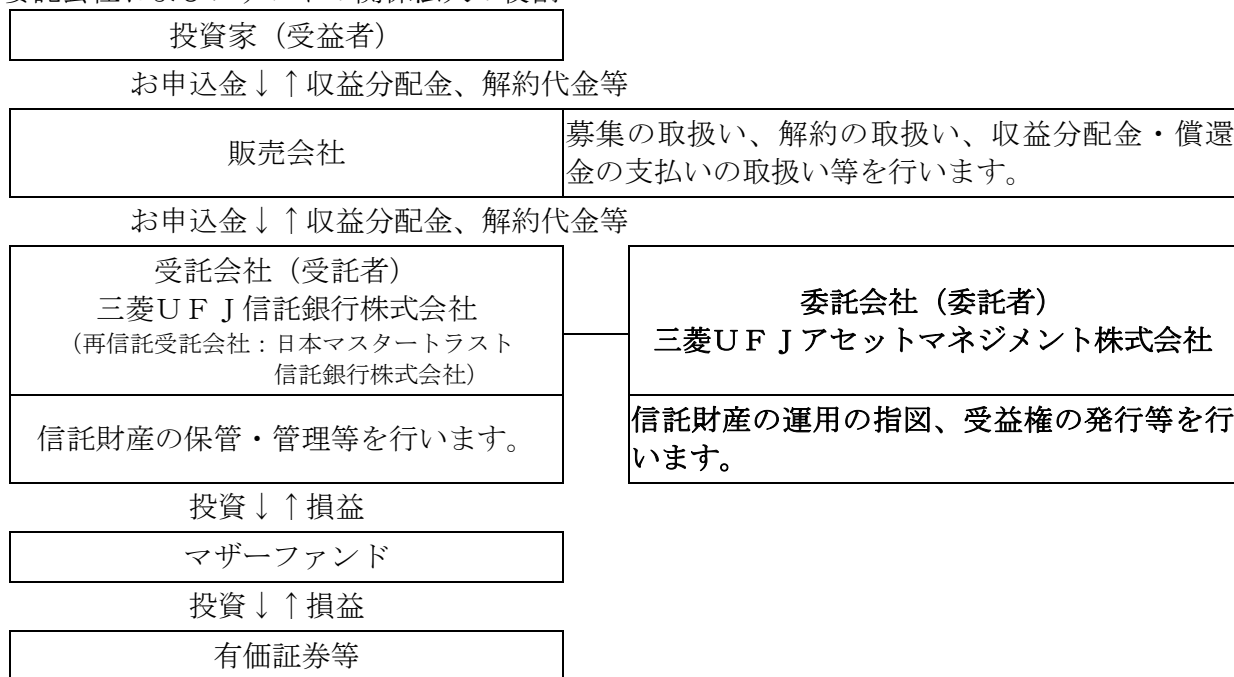 投資家（受益者）
お申込金↓↑収益分配金、解約代金等
販売会社
募集の取扱い、解約の取扱い、収益分配金・償還
金の支払いの取扱い等を行います。
お申込金↓↑収益分配金、解約代金等
受託会社（受託者）
三菱ＵＦＪ信託銀行株式会社
（再信託受託会社：日本マスタートラスト
信託銀行株式会社）
信託財産の保管・管理等を行います。
委託会社（委託者）
三菱ＵＦＪアセットマネジメント株式会社
信託財産の運用の指図、受益権の発行等を行
います。
投資↓↑損益
マザーファンド
投資↓↑損益
有価証券等